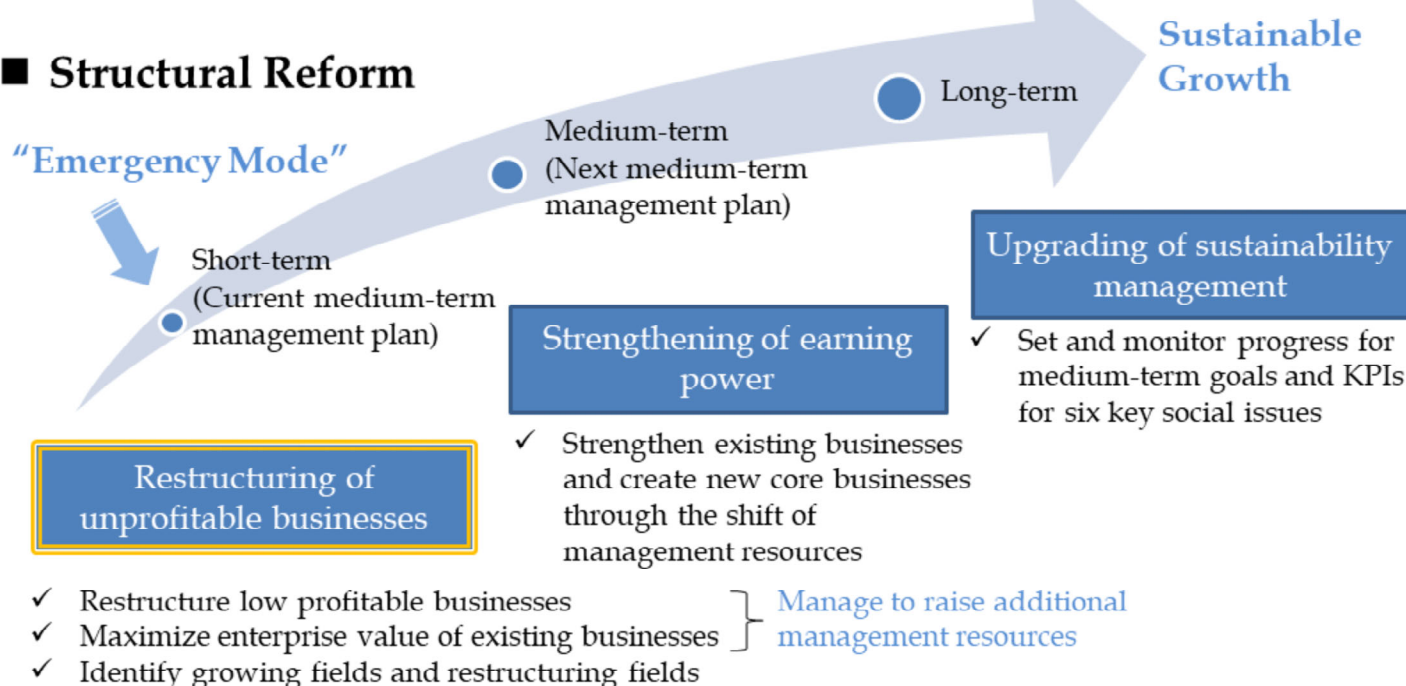 ■ Structural Reform
Sustainable
Growth
"Emergency Mode"
Long-term
Medium-term
(Next medium-term
management plan)
Short-term
(Current medium-term
management plan)
Upgrading of sustainability
management
✓ Set and monitor progress for
medium-term goals and KPIs
for six key social issues
Strengthening of earning
power
✓ Strengthen existing businesses
and create new core businesses
through the shift of
management resources
Restructuring of
unprofitable businesses
✓ Restructure low profitable businesses
✓ Maximize enterprise value of existing businesses
✓ Identify growing fields and restructuring fields
Manage to raise additional
management resources